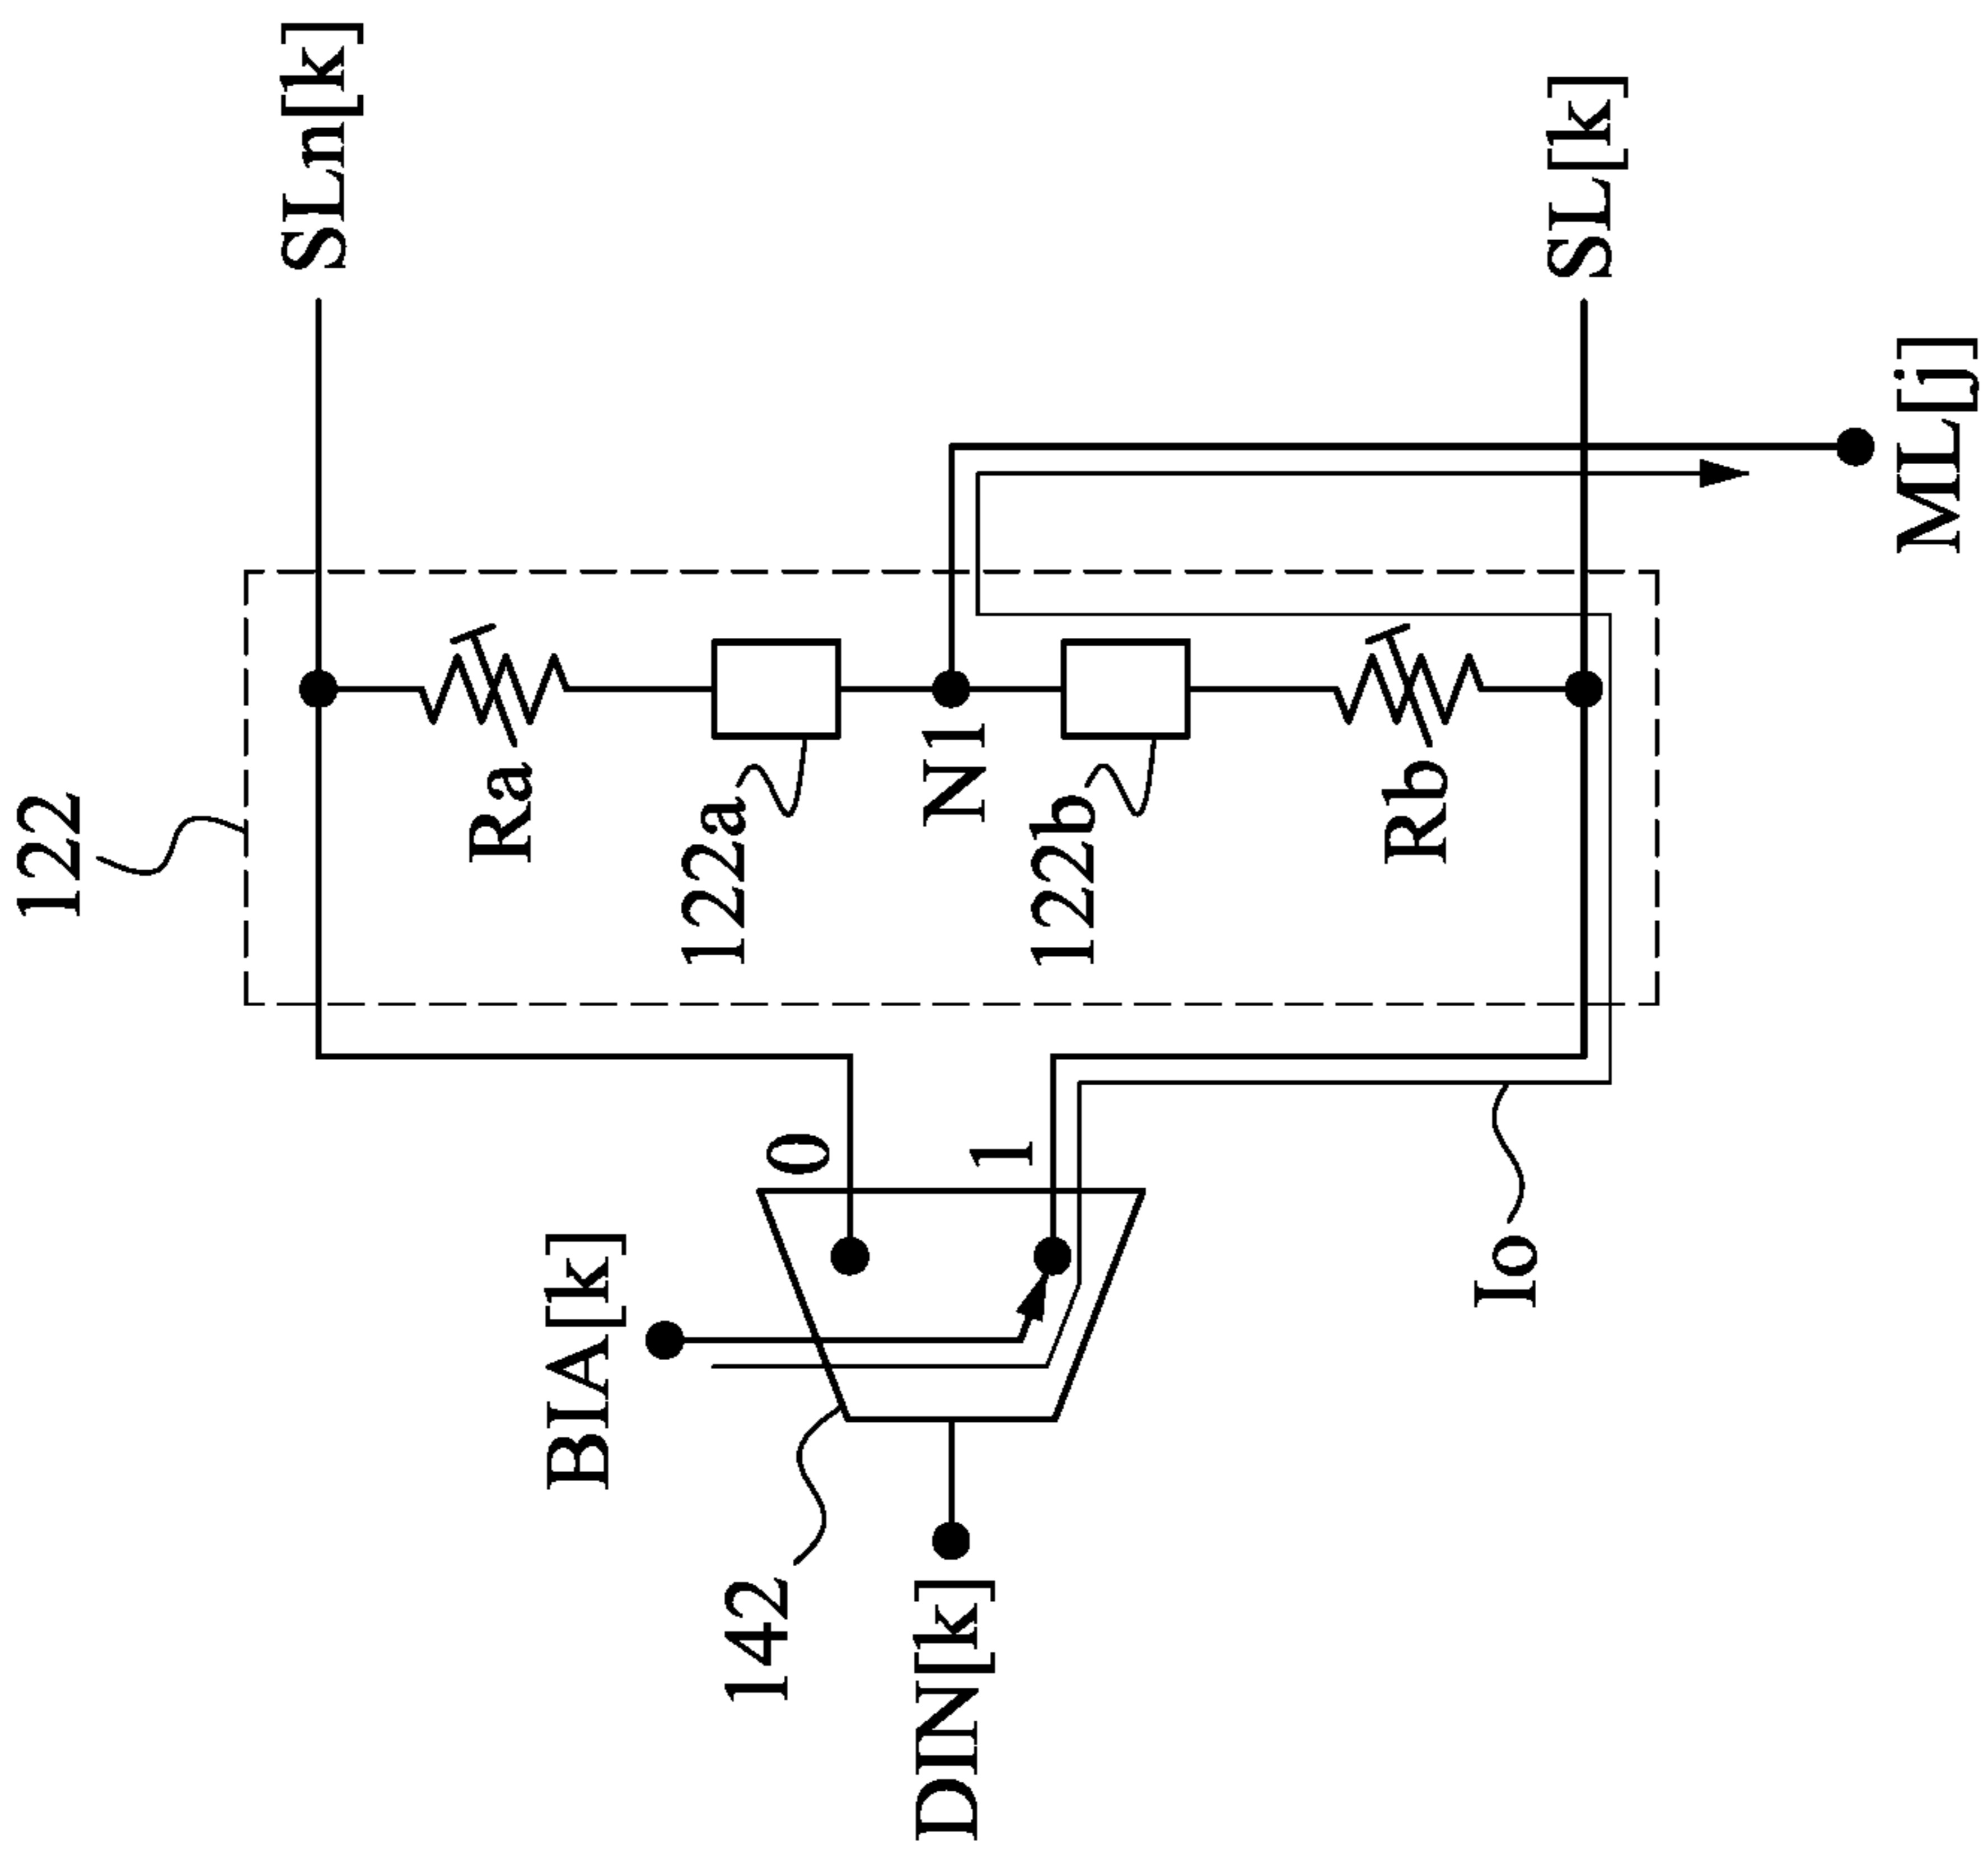 SLn[k]
SL[k]
ML[j]
122
Ra
122a
N1
122b
Rb
0
1
BIA[k]
Io
142
DIN[k]